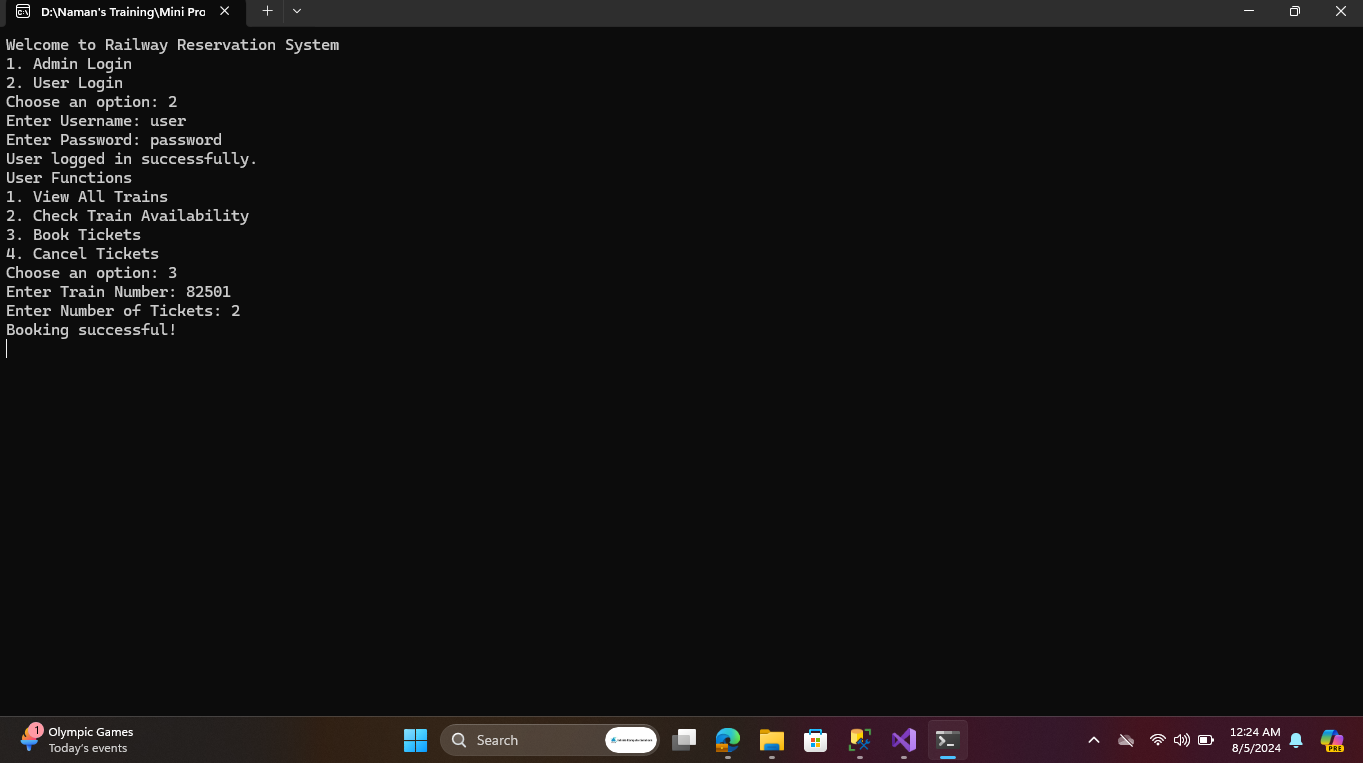 D:\Naman's Training\Mini Pro
Welcome to Railway Reservation System
1. Admin Login
2. User Login
Choose an option: 2
Enter Username: user
Enter Password: password
User logged in successfully.
User Functions
1. View All Trains
2. Check Train Availability
3. Book Tickets
4. Cancel Tickets
Choose an option: 3
Enter Train Number: 82501
Enter Number of Tickets: 2
Booking successful!
1
Olympic Games
Today's events
Search
12:24 AM
8/5/2024
PRE